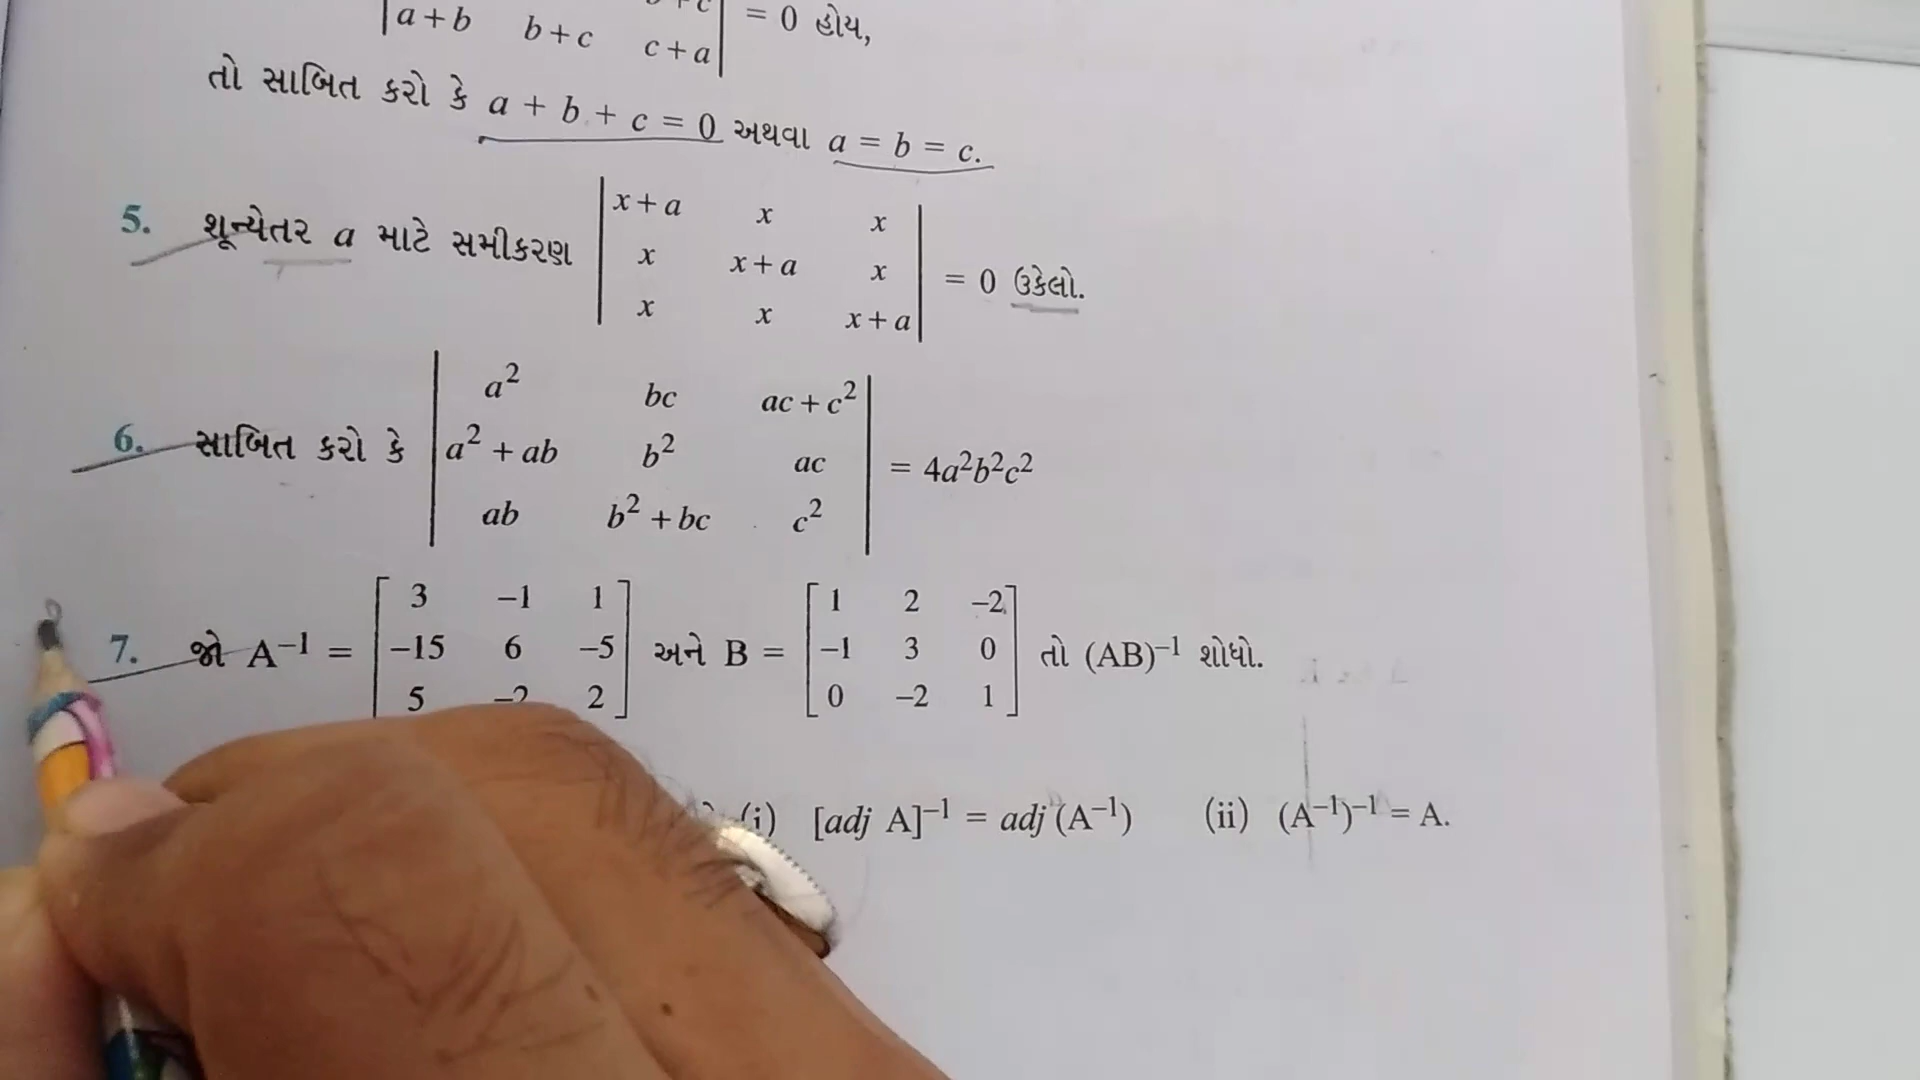 a + b b + c c + a = 0 હોય,
તો સાબિત કરો કે a + b + c = 0 અથવા a = b = c.
x + a x x
5. શૂન્યેતર a માટે સમીકરણ x x + a x = 0 ઉકેલો.
x x x + a
a² bc ac + c²
6. સાબિત કરો કે a² + ab b² ac = 4a²b²c²
ab b² + bc c²
3 −1 1 1 2 −2
7. જો A⁻¹ = −15 6 −5 અને B = −1 3 0 તો (AB)⁻¹ શોધો.
5 −2 2 0 −2 1
(i) [adj A]⁻¹ = adj (A⁻¹) (ii) (A⁻¹)⁻¹ = A.